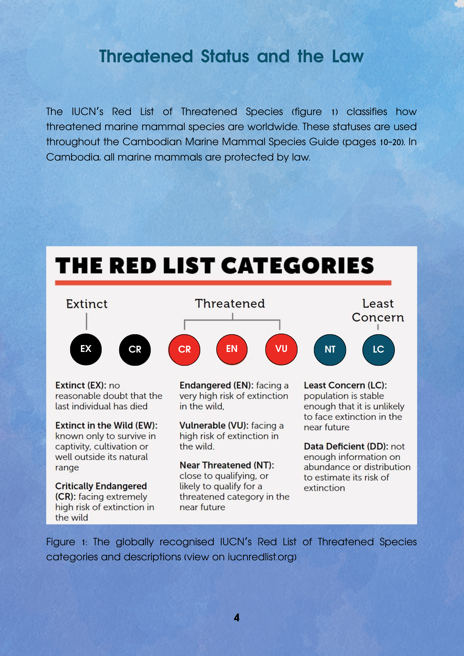 Threatened Status and the Law
The IUCN's Red List of Threatened Species (figure 1) classifies how
threatened marine mammal species are worldwide. These statuses are used
throughout the Cambodian Marine Mammal Species Guide (pages 10-20). In
Cambodia, all marine mammals are protected by law.
THE RED LIST CATEGORIES
Extinct
Threatened
Least
Concern
EX
CR
CR
EN
VU
NT
LC
Extinct (EX): no
reasonable doubt that the
last individual has died
Extinct in the Wild (EW):
known only to survive in
captivity, cultivation or
well outside its natural
range
Critically Endangered
(CR): facing extremely
high risk of extinction in
the wild
Endangered (EN): facing a
very high risk of extinction
in the wild,
Vulnerable (VU): facing a
high risk of extinction in
the wild.
Near Threatened (NT):
close to qualifying, or
likely to qualify for a
threatened category in the
near future
Least Concern (LC):
population is stable
enough that it is unlikely
to face extinction in the
near future
Data Deficient (DD): not
enough information on
abundance or distribution
to estimate its risk of
extinction
Figure 1: The globally recognised IUCN's Red List of Threatened Species
categories and descriptions (view on iucnredlist.org)
4